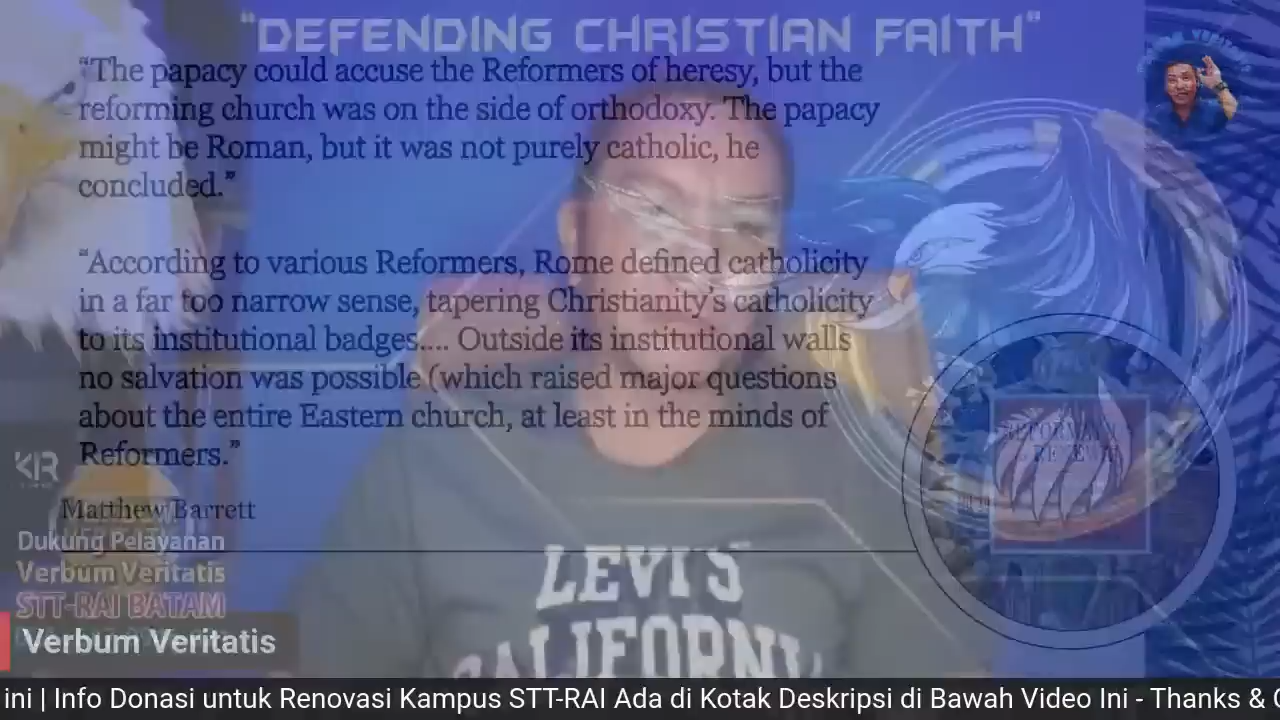 "DEFENDING CHRISTIAN FAITH"
“The papacy could accuse the Reformers of heresy, but the
reforming church was on the side of orthodoxy. The papacy
might be Roman, but it was not purely catholic, he
concluded.”
“According to various Reformers, Rome defined catholicity
in a far too narrow sense, tapering Christianity’s catholicity
to its institutional badges.... Outside its institutional walls
no salvation was possible (which raised major questions
about the entire Eastern church, at least in the minds of
Reformers.”
Matthew Barrett
Dukung Pelayanan
Verbum Veritatis
STT-RAI BATAM
Verbum Veritatis
LEVI'S
CALIFORNIA
ini | Info Donasi untuk Renovasi Kampus STT-RAI Ada di Kotak Deskripsi di Bawah Video Ini - Thanks &